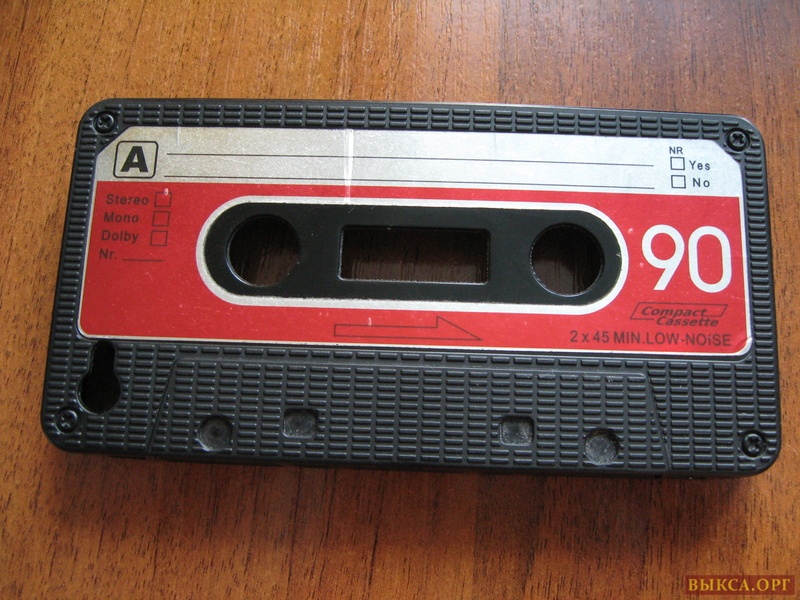 A
NR
Yes
No
Stereo
Mono
Dolby
Nr.
90
Compact
Cassette
2 x 45 MIN.LOW-NOiSE
ВЫКСА.ОРГ